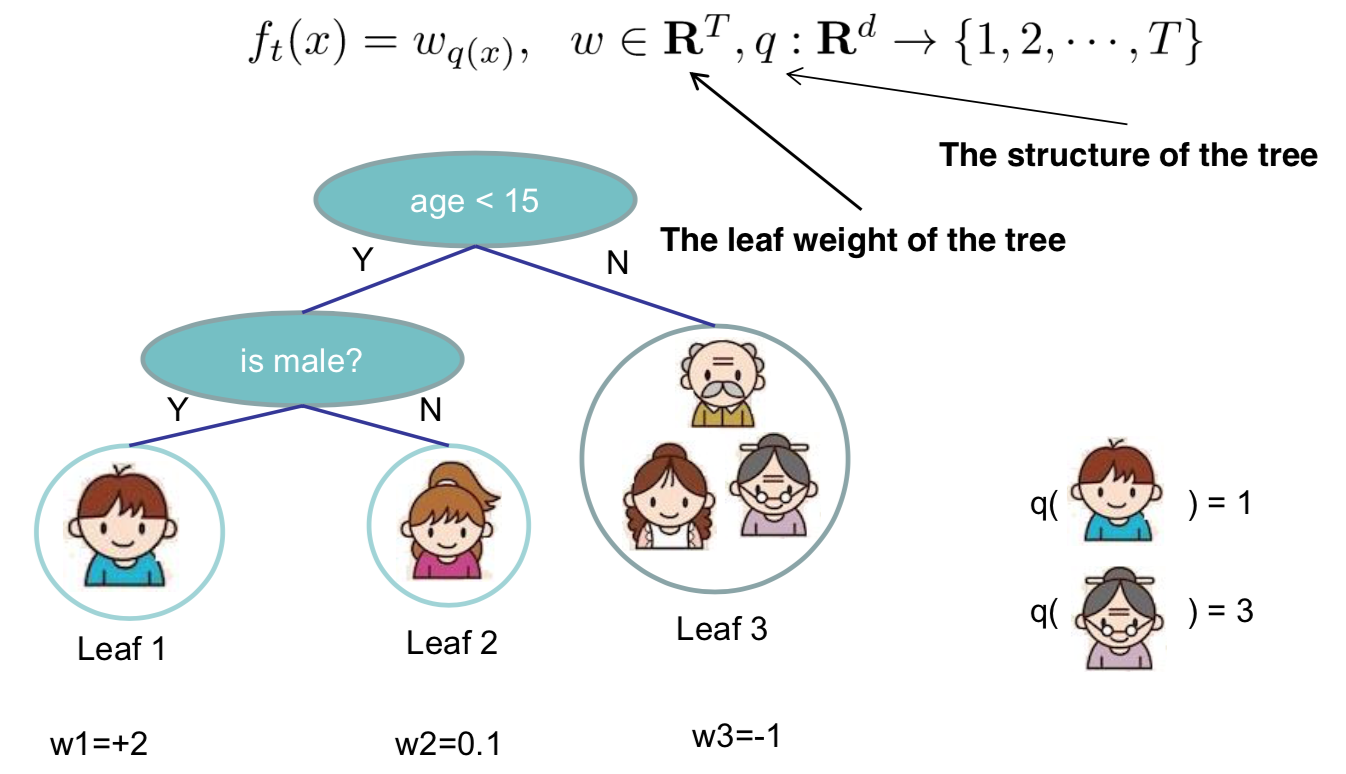 f_t(x) = w_{q(x)},   w ∈ R^T, q : R^d → {1, 2, ⋯, T}
The structure of the tree
The leaf weight of the tree
age < 15
Y
N
is male?
Y
N
q( ) = 1
q( ) = 3
Leaf 1
Leaf 2
Leaf 3
w1=+2
w2=0.1
w3=-1